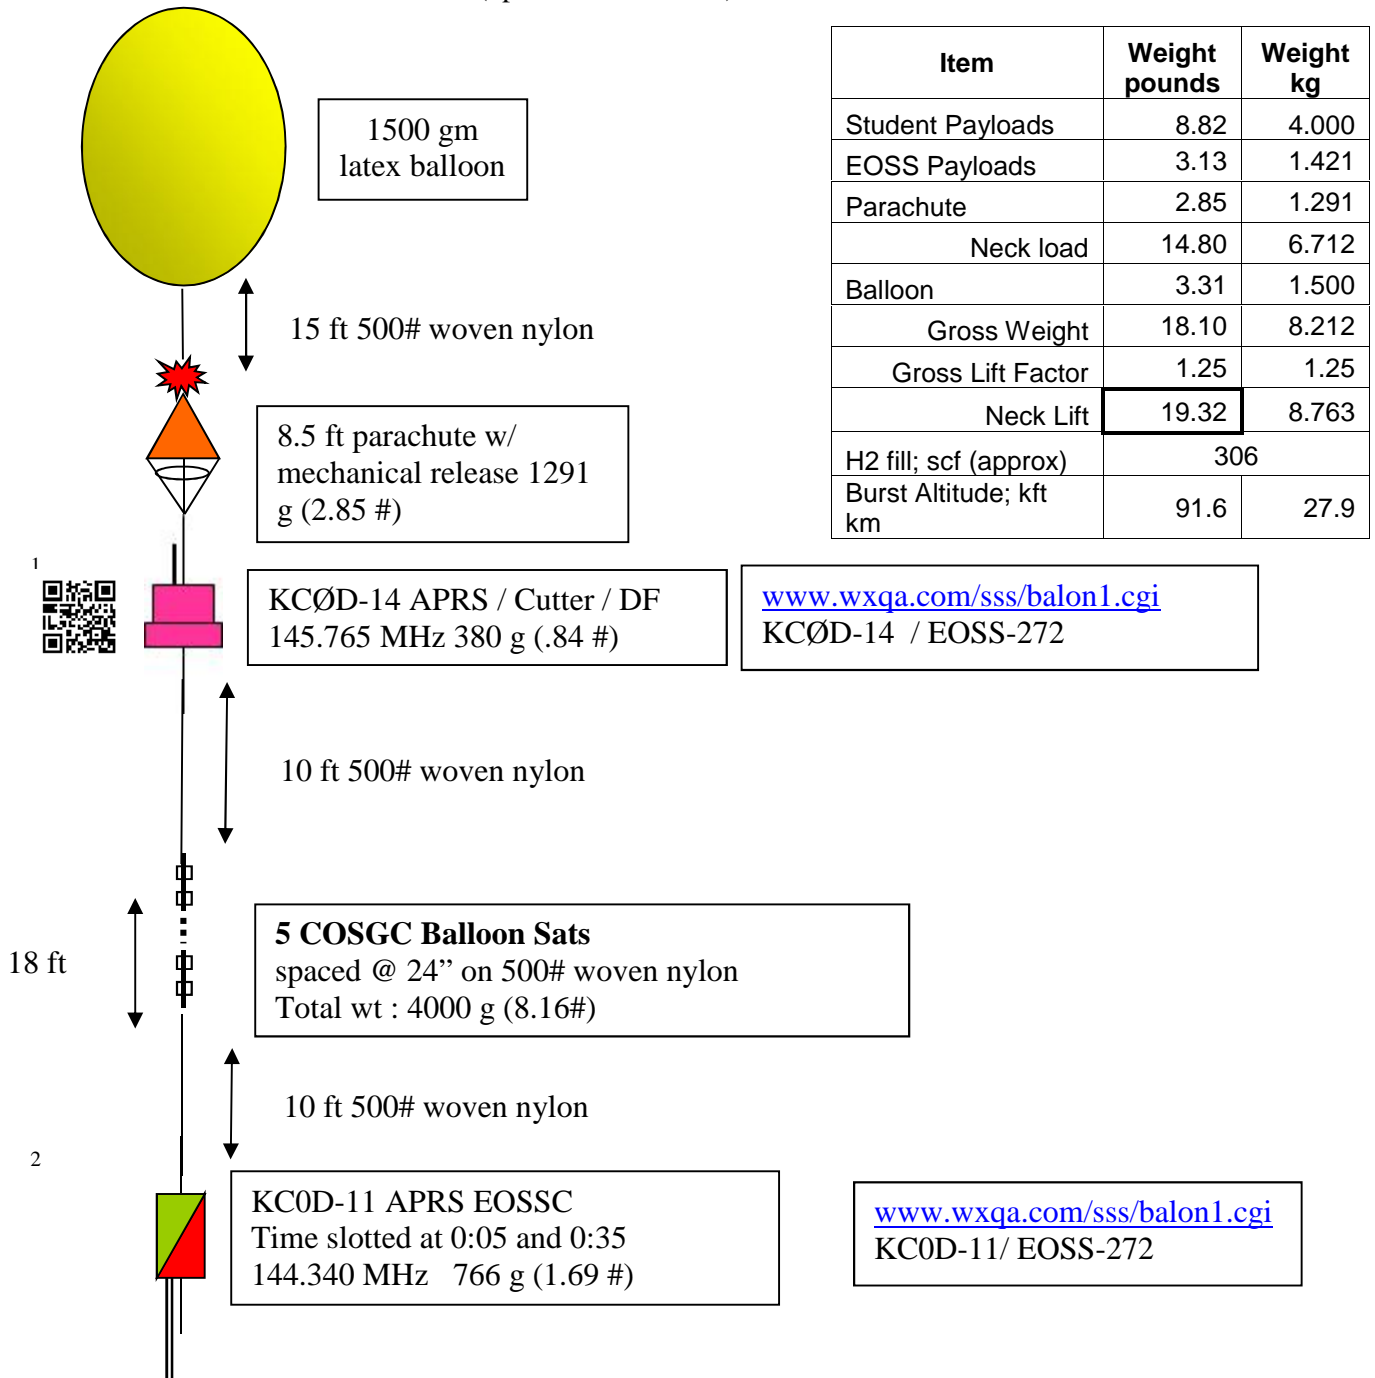 1500 gm
latex balloon
Item Weight pounds Weight kg
Student Payloads 8.82 4.000
EOSS Payloads 3.13 1.421
Parachute 2.85 1.291
Neck load 14.80 6.712
Balloon 3.31 1.500
Gross Weight 18.10 8.212
Gross Lift Factor 1.25 1.25
Neck Lift 19.32 8.763
H2 fill; scf (approx) 306
Burst Altitude; kft km 91.6 27.9
15 ft 500# woven nylon
8.5 ft parachute w/
mechanical release 1291
g (2.85 #)
1
KCØD-14 APRS / Cutter / DF
145.765 MHz 380 g (.84 #)
www.wxqa.com/sss/balon1.cgi
KCØD-14 / EOSS-272
10 ft 500# woven nylon
18 ft
5 COSGC Balloon Sats
spaced @ 24” on 500# woven nylon
Total wt : 4000 g (8.16#)
10 ft 500# woven nylon
2
KC0D-11 APRS EOSSC
Time slotted at 0:05 and 0:35
144.340 MHz 766 g (1.69 #)
www.wxqa.com/sss/balon1.cgi
KC0D-11/ EOSS-272